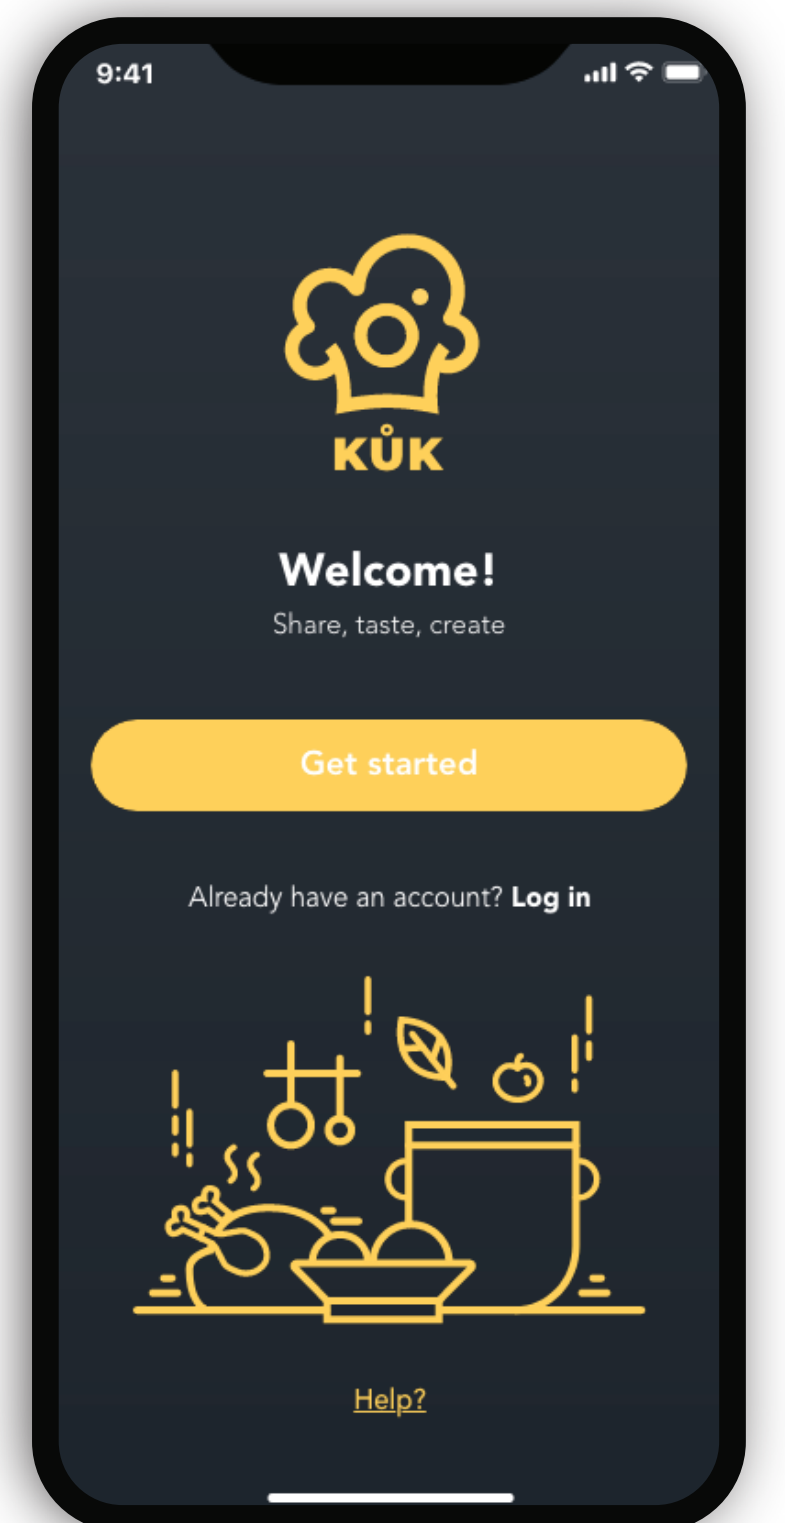 9:41
KŮK
Welcome!
Share, taste, create
Get started
Already have an account? Log in
Help?